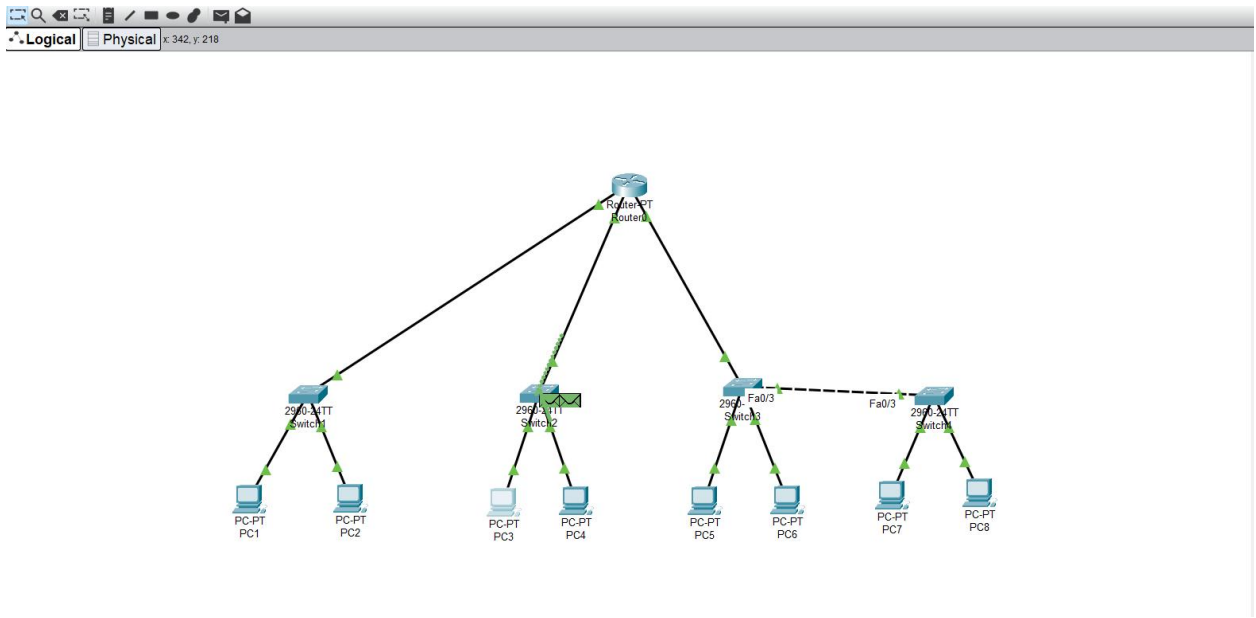 Logical Physical x: 342, y: 218
Router-PT
Router0
2960-24TT
Switch1
2960-24TT
Switch2
2960-
Switch3
Fa0/3
Fa0/3
2960-24TT
Switch4
PC-PT
PC1
PC-PT
PC2
PC-PT
PC3
PC-PT
PC4
PC-PT
PC5
PC-PT
PC6
PC-PT
PC7
PC-PT
PC8